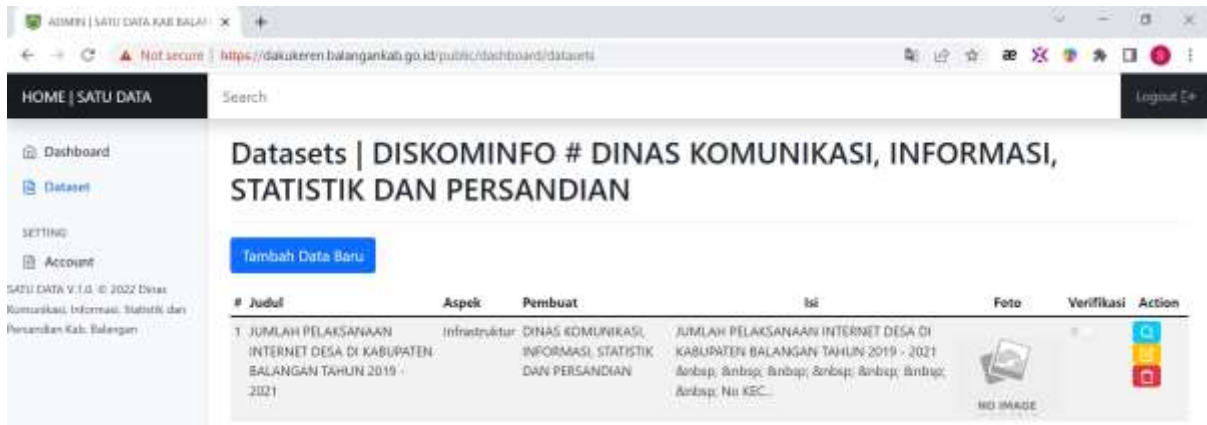 ADMIN | SATU DATA KAB BALAN
Not secure | https://dakukeren.balangankab.go.id/public/dashboard/datasets
HOME | SATU DATA
Search
Logout
Dashboard
Dataset
SETTING
Account
SATU DATA V.1.0. © 2022 Dinas
Komunikasi, Informasi, Statistik dan
Persandian Kab. Balangan
Datasets | DISKOMINFO # DINAS KOMUNIKASI, INFORMASI,
STATISTIK DAN PERSANDIAN
Tambah Data Baru
# Judul Aspek Pembuat Isi Foto Verifikasi Action
1 JUMLAH PELAKSANAAN Infrastruktur DINAS KOMUNIKASI, JUMLAH PELAKSANAAN INTERNET DESA DI
INTERNET DESA DI KABUPATEN INFORMASI, STATISTIK KABUPATEN BALANGAN TAHUN 2019 - 2021
BALANGAN TAHUN 2019 - DAN PERSANDIAN &nbsp; &nbsp; &nbsp; &nbsp; &nbsp;
2021 &nbsp; No KEC...
NO IMAGE